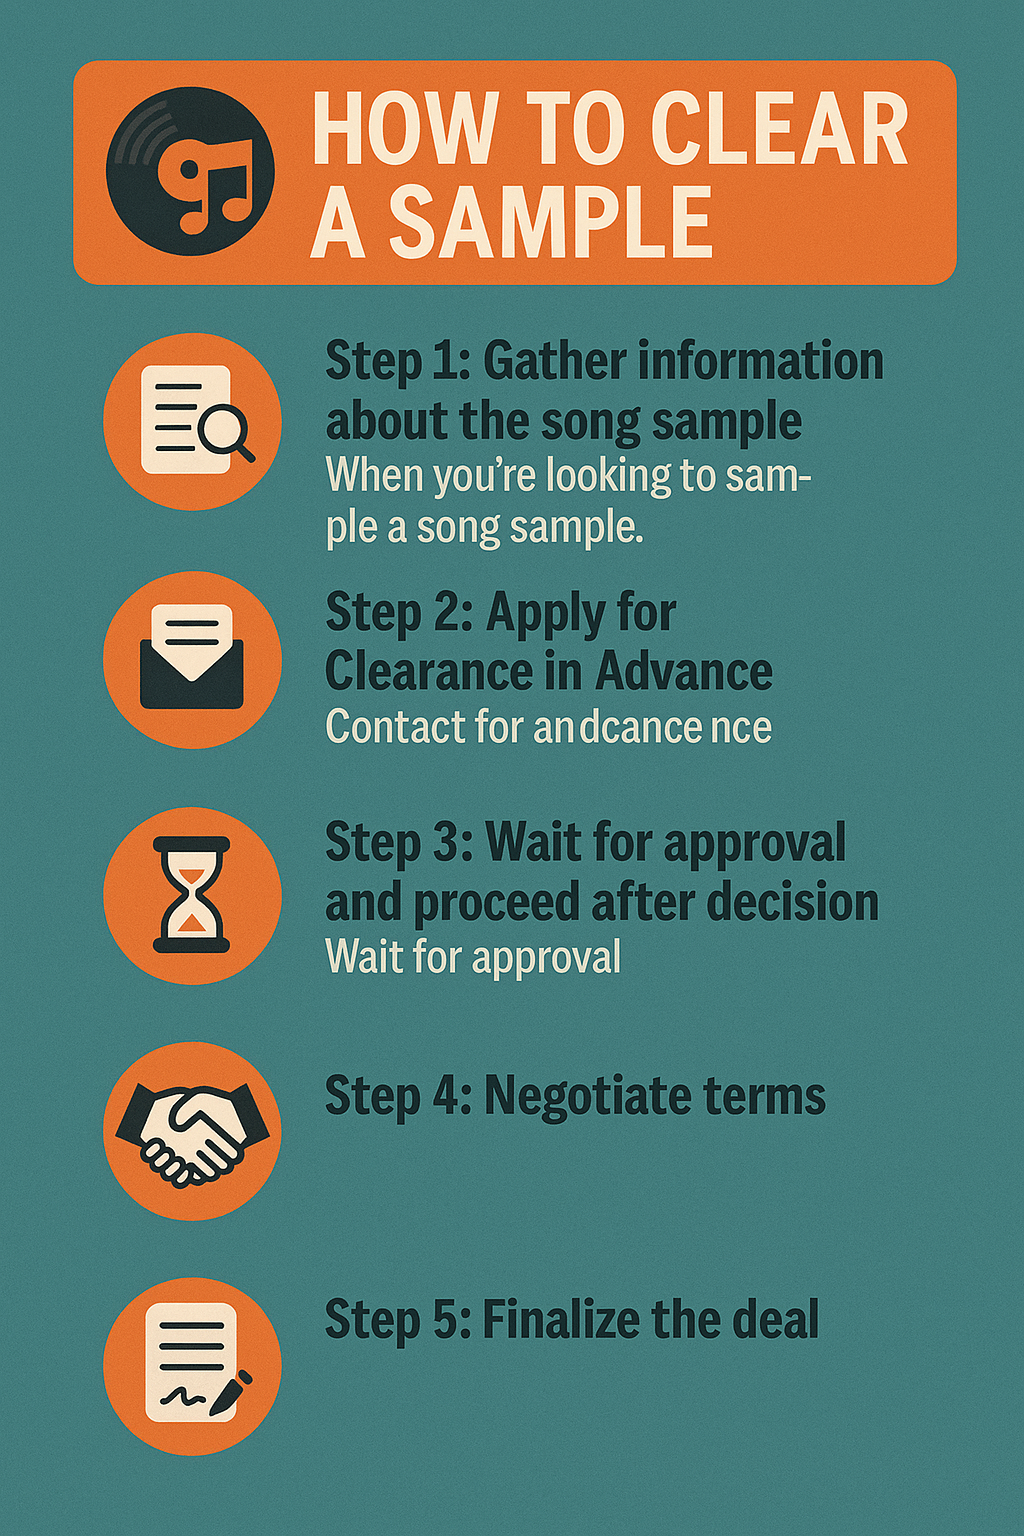 HOW TO CLEAR
A SAMPLE
Step 1: Gather information
about the song sample
When you're looking to sam-
ple a song sample.
Step 2: Apply for
Clearance in Advance
Contact for andcance nce
Step 3: Wait for approval
and proceed after decision
Wait for approval
Step 4: Negotiate terms
Step 5: Finalize the deal